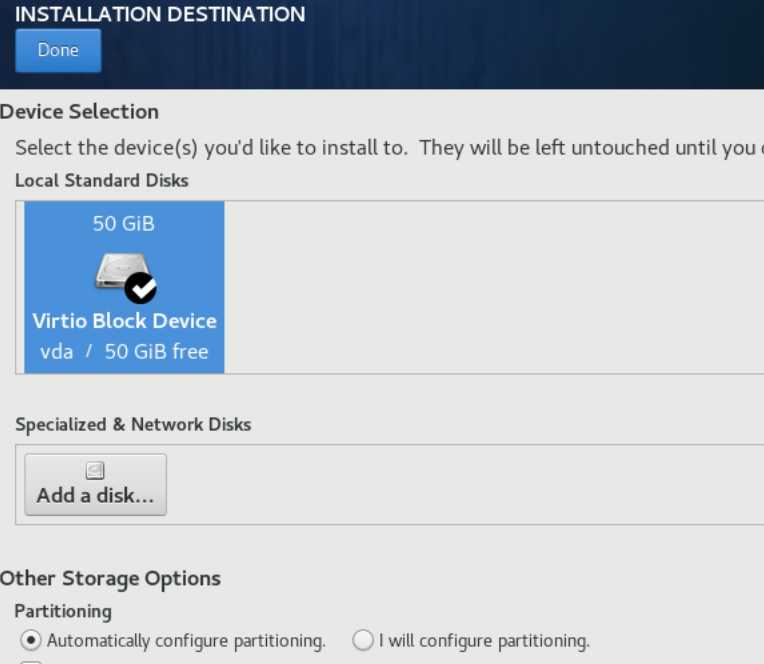 INSTALLATION DESTINATION
Done
Device Selection
Select the device(s) you'd like to install to.  They will be left untouched until you
Local Standard Disks
50 GiB
Virtio Block Device
vda / 50 GiB free
Specialized & Network Disks
Add a disk...
Other Storage Options
Partitioning
Automatically configure partitioning. I will configure partitioning.